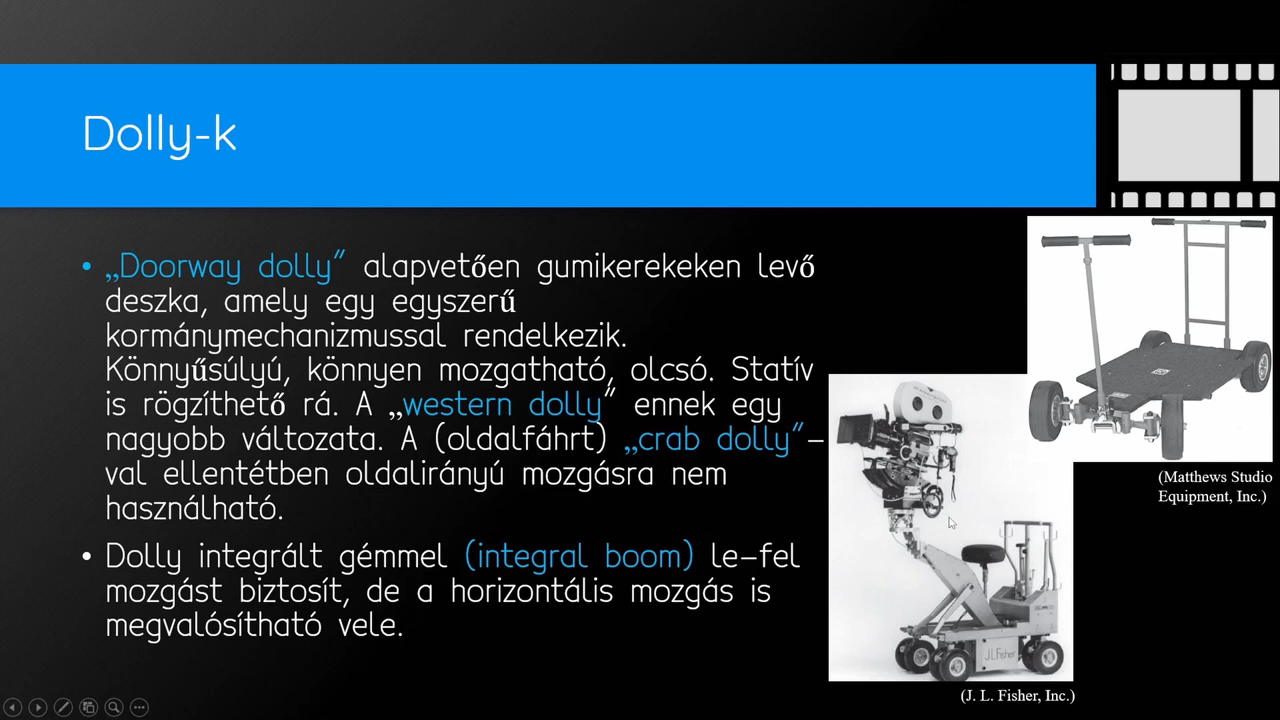 Dolly-k
• „Doorway dolly” alapvetően gumikerekeken levő
deszka, amely egy egyszerű
kormánymechanizmussal rendelkezik.
Könnyűsúlyú, könnyen mozgatható, olcsó. Statív
is rögzíthető rá. A „western dolly” ennek egy
nagyobb változata. A (oldalfáhrt) „crab dolly”-
val ellentétben oldalirányú mozgásra nem
használható.
• Dolly integrált gémmel (integral boom) le-fel
mozgást biztosít, de a horizontális mozgás is
megvalósítható vele.
(Matthews Studio
Equipment, Inc.)
J.L.Fisher
(J. L. Fisher, Inc.)